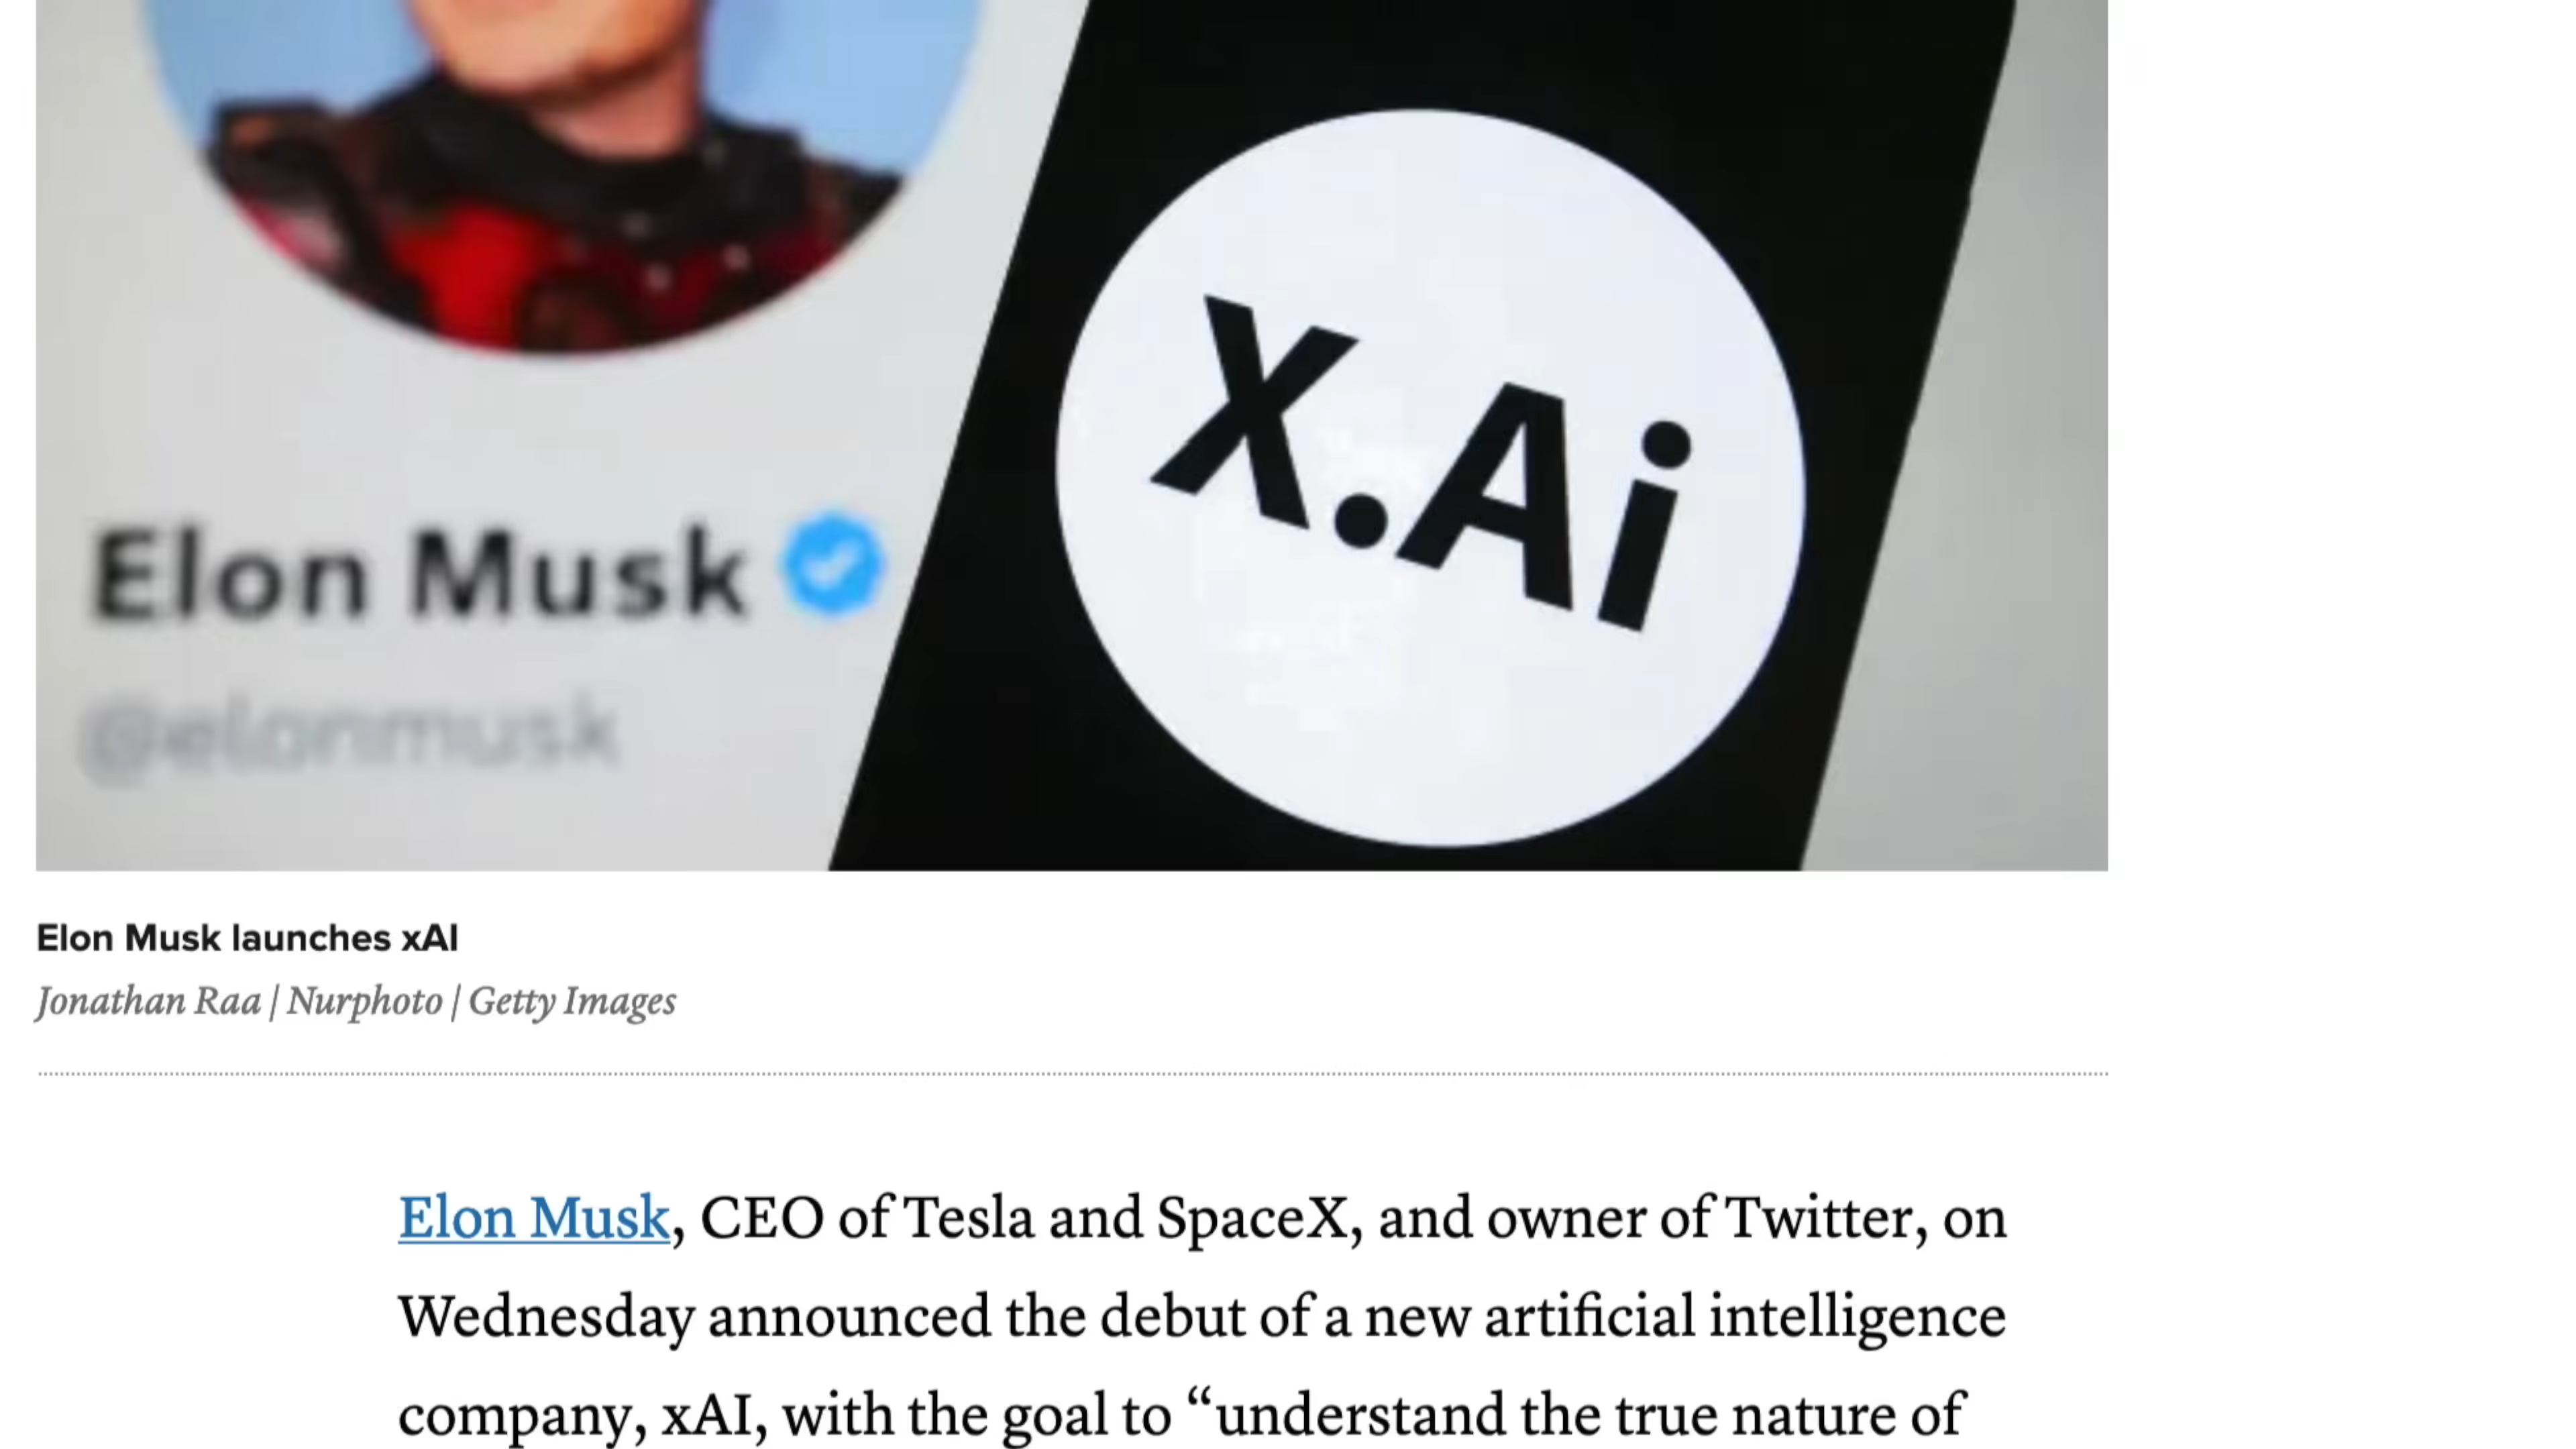 Elon Musk
@elonmusk
X.Ai
Elon Musk launches xAI
Jonathan Raa | Nurphoto | Getty Images
Elon Musk, CEO of Tesla and SpaceX, and owner of Twitter, on
Wednesday announced the debut of a new artificial intelligence
company, xAI, with the goal to “understand the true nature of